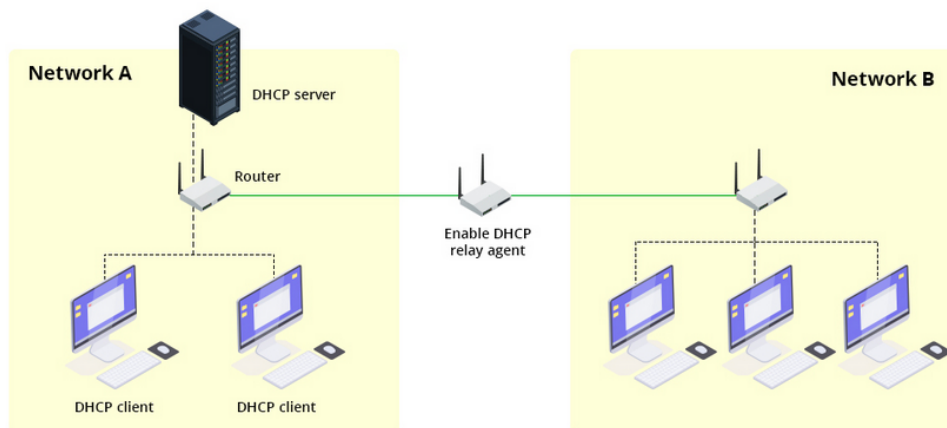 Network A
DHCP server
Network B
Router
Enable DHCP
relay agent
DHCP client
DHCP client